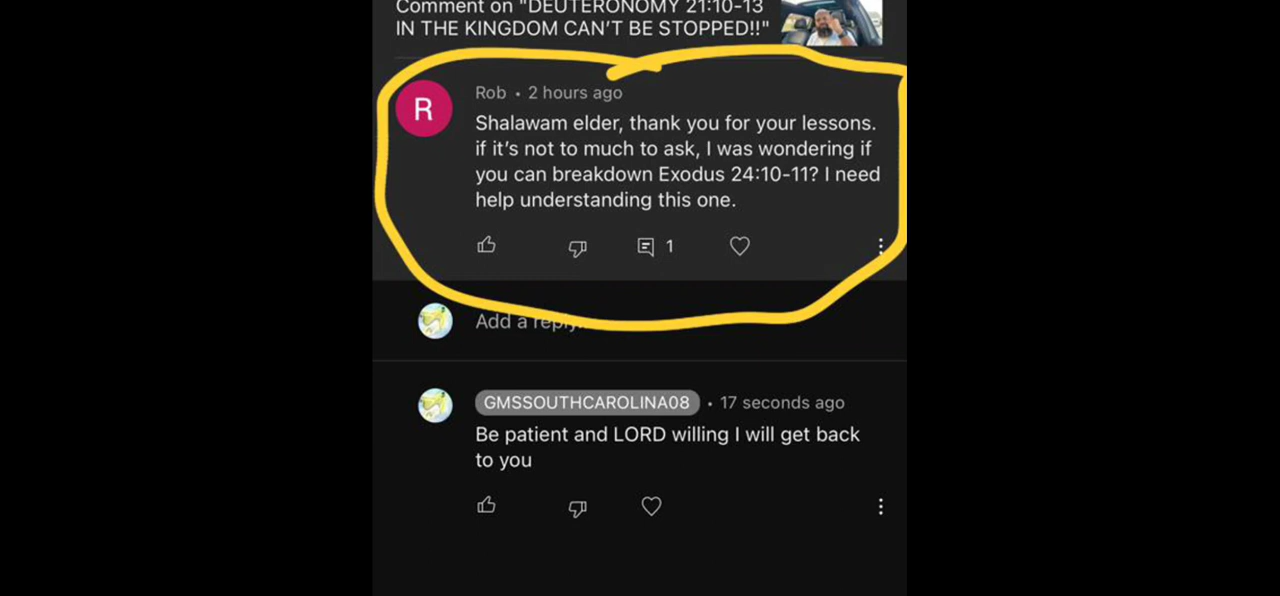 Comment on "DEUTERONOMY 21:10-13
IN THE KINGDOM CAN'T BE STOPPED!!"
R
Rob • 2 hours ago
Shalawam elder, thank you for your lessons.
if it's not to much to ask, I was wondering if
you can breakdown Exodus 24:10-11? I need
help understanding this one.
1
Add a reply...
GMSSOUTHCAROLINA08 • 17 seconds ago
Be patient and LORD willing I will get back
to you